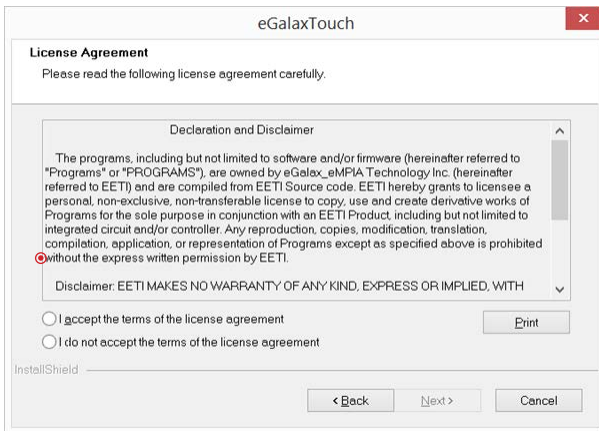 eGalaxTouch
License Agreement
Please read the following license agreement carefully.
Declaration and Disclaimer
The programs, including but not limited to software and/or firmware (hereinafter referred to
"Programs" or "PROGRAMS"), are owned by eGalax_eMPIA Technology Inc. (hereinafter
referred to EETI) and are compiled from EETI Source code. EETI hereby grants to licensee a
personal, non-exclusive, non-transferable license to copy, use and create derivative works of
Programs for the sole purpose in conjunction with an EETI Product, including but not limited to
integrated circuit and/or controller. Any reproduction, copies, modification, translation,
compilation, application, or representation of Programs except as specified above is prohibited
without the express written permission by EETI.
Disclaimer: EETI MAKES NO WARRANTY OF ANY KIND, EXPRESS OR IMPLIED, WITH
I accept the terms of the license agreement
Print
I do not accept the terms of the license agreement
InstallShield
< Back
Next >
Cancel